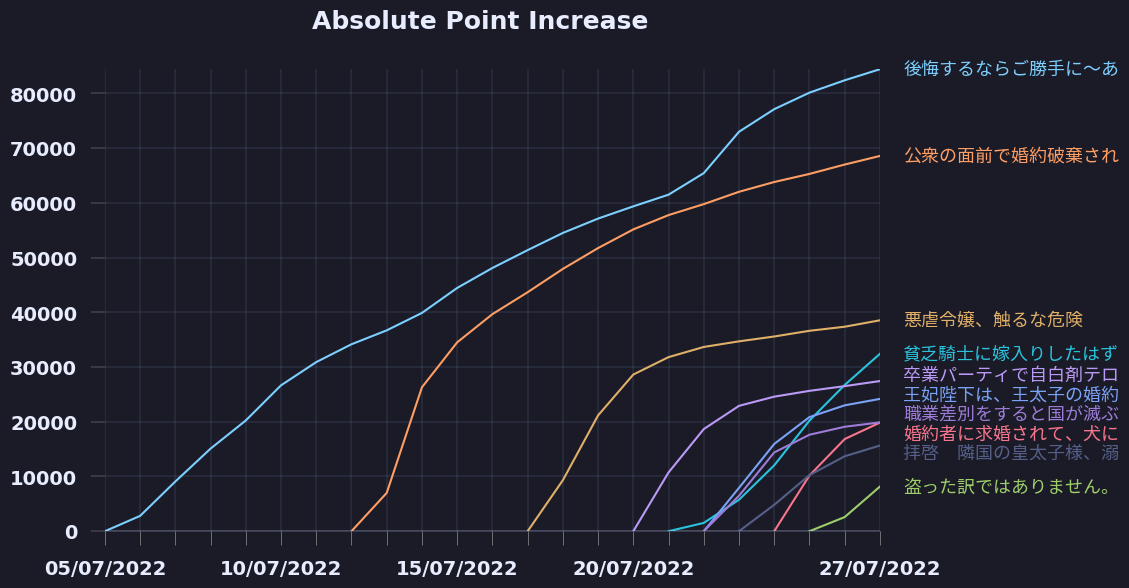 Absolute Point Increase
80000
70000
60000
50000
40000
30000
20000
10000
0
05/07/2022
10/07/2022
15/07/2022
20/07/2022
27/07/2022
後悔するならご勝手に〜あ
公衆の面前で婚約破棄され
悪虐令嬢、触るな危険
貧乏騎士に嫁入りしたはず
卒業パーティで自白剤テロ
王妃陛下は、王太子の婚約
職業差別をすると国が滅ぶ
婚約者に求婚されて、犬に
拝啓　隣国の皇太子様、溺
盗った訳ではありません。